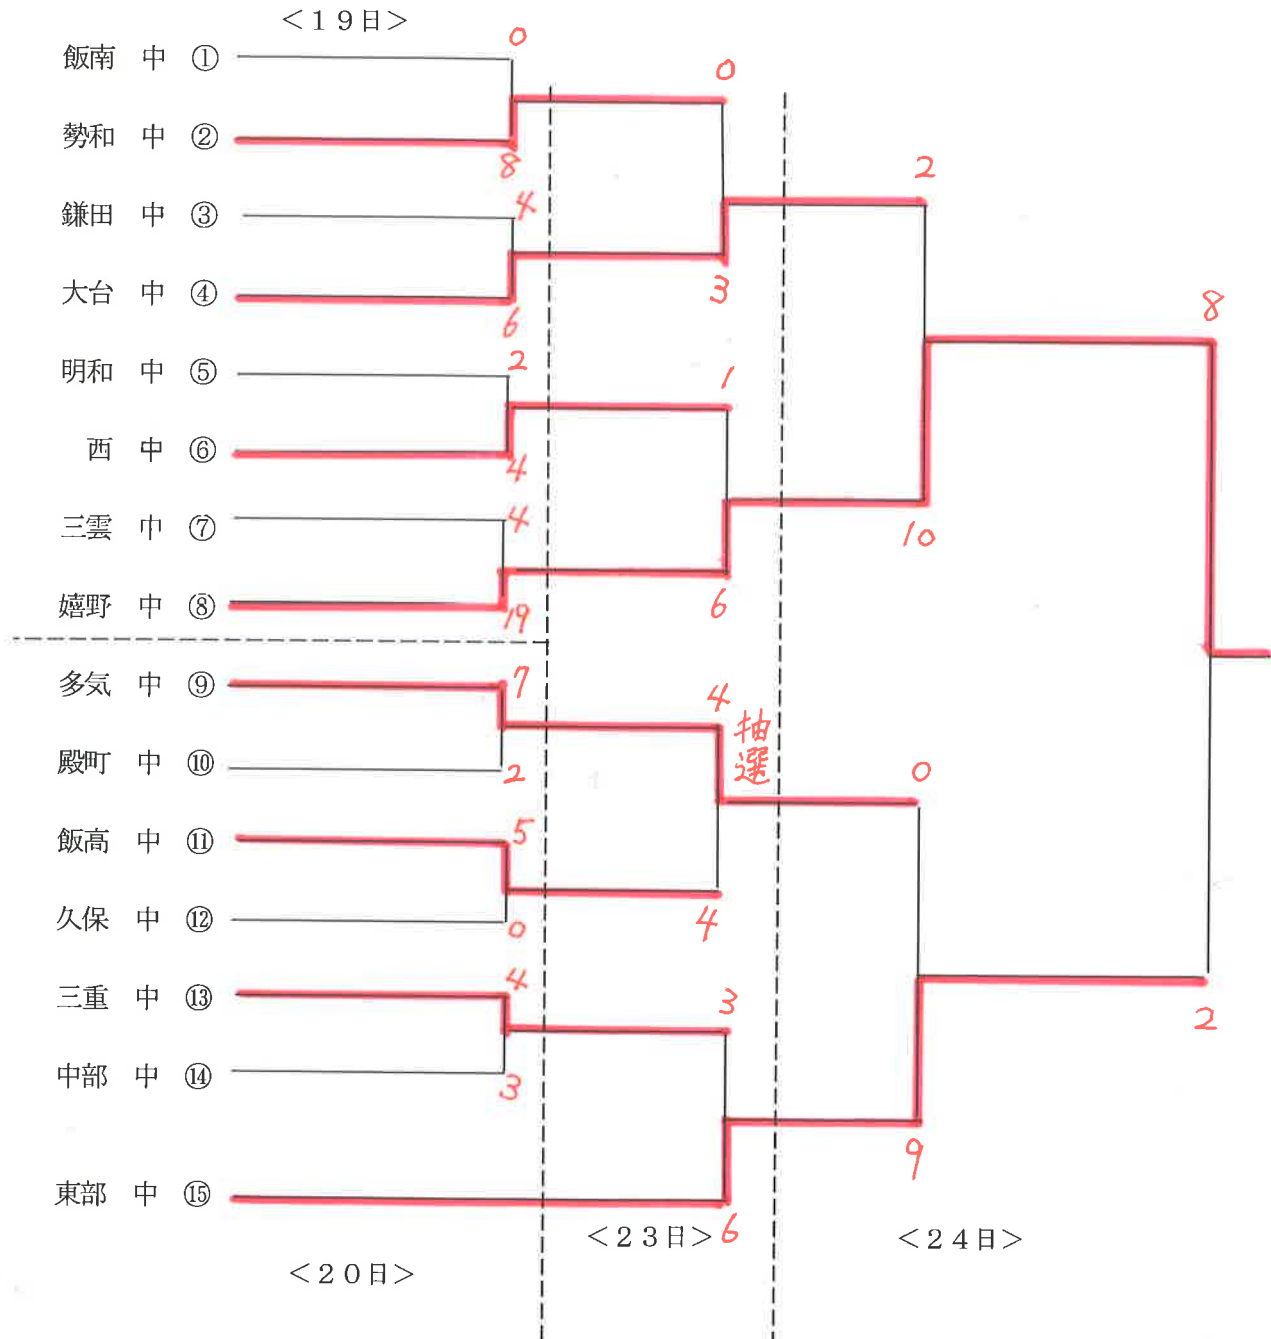 <19日>
0
飯南 中 ①
0
勢和 中 ②
8
2
鎌田 中 ③
4
大台 中 ④
3
6
8
明和 中 ⑤
2
1
西 中 ⑥
4
三雲 中 ⑦
4
10
嬉野 中 ⑧
19
6
多気 中 ⑨
7
4
抽選
殿町 中 ⑩
2
0
飯高 中 ⑪
5
久保 中 ⑫
0
4
三重 中 ⑬
4
3
2
中部 中 ⑭
3
9
東部 中 ⑮
6
<23日>
<24日>
<20日>